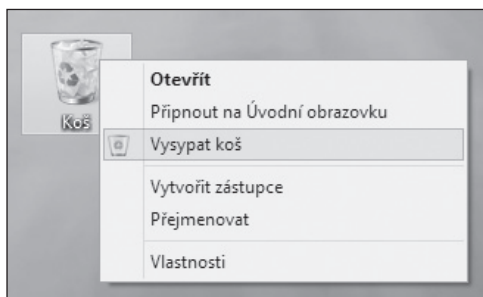 Koš
Otevřít
Připnout na Úvodní obrazovku
Vysypat koš
Vytvořit zástupce
Přejmenovat
Vlastnosti